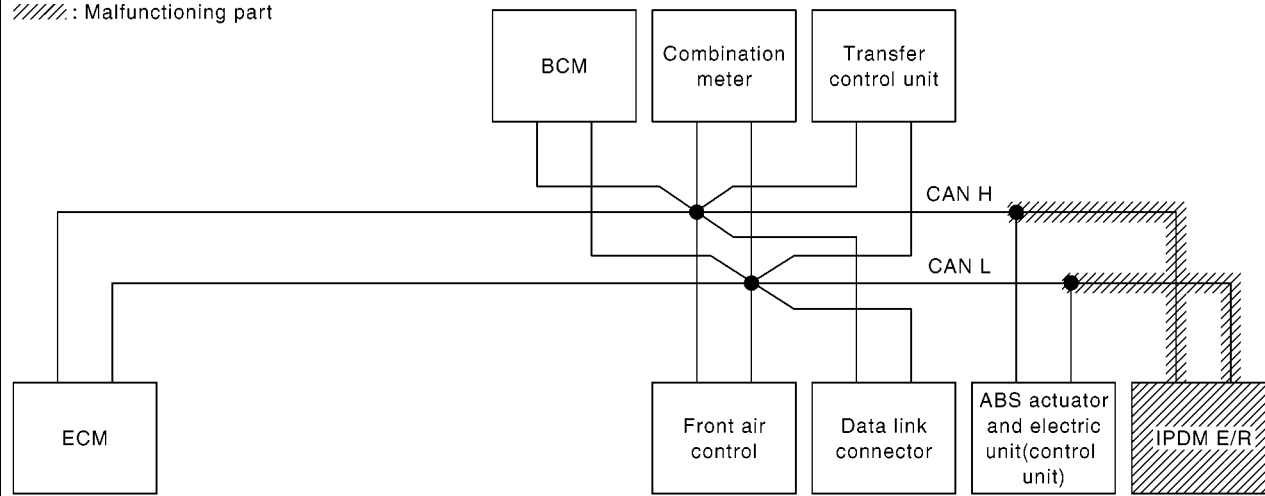 : Malfunctioning part
BCM
Combination
meter
Transfer
control unit
CAN H
CAN L
ECM
Front air
control
Data link
connector
ABS actuator
and electric
unit(control
unit)
IPDM E/R